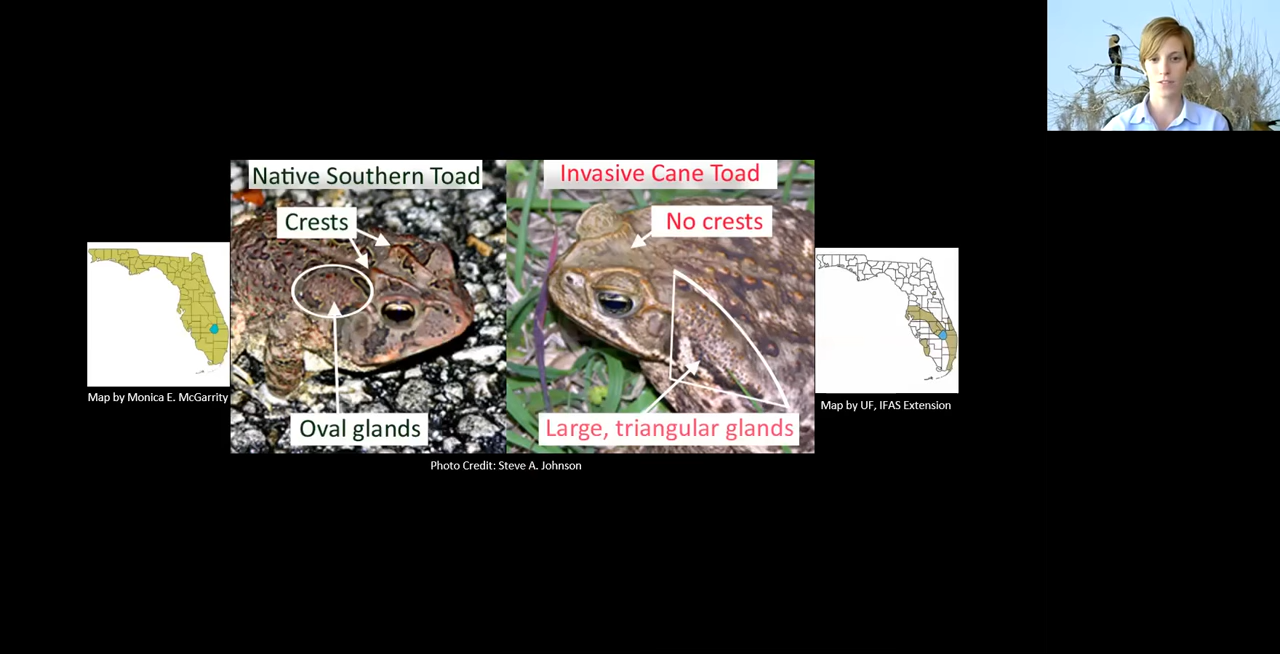 Native Southern Toad
Invasive Cane Toad
Crests
No crests
Oval glands
Large, triangular glands
Map by Monica E. McGarrity
Map by UF, IFAS Extension
Photo Credit: Steve A. Johnson